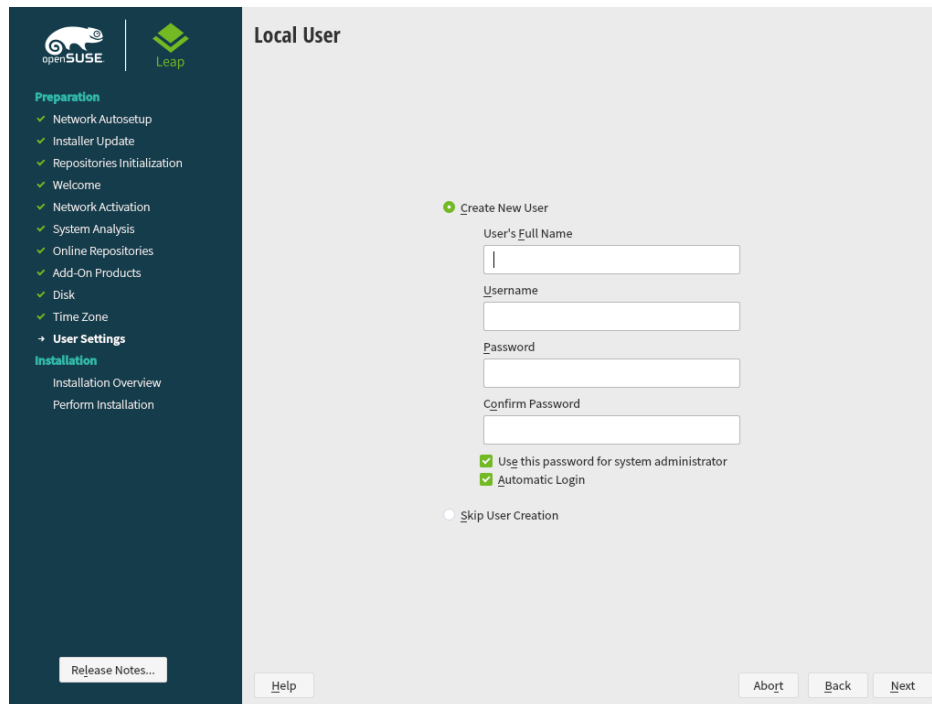 openSUSE
Leap
Preparation
Network Autosetup
Installer Update
Repositories Initialization
Welcome
Network Activation
System Analysis
Online Repositories
Add-On Products
Disk
Time Zone
User Settings
Installation
Installation Overview
Perform Installation
Release Notes...
Local User
Create New User
User's Full Name
Username
Password
Confirm Password
Use this password for system administrator
Automatic Login
Skip User Creation
Help
Abort
Back
Next